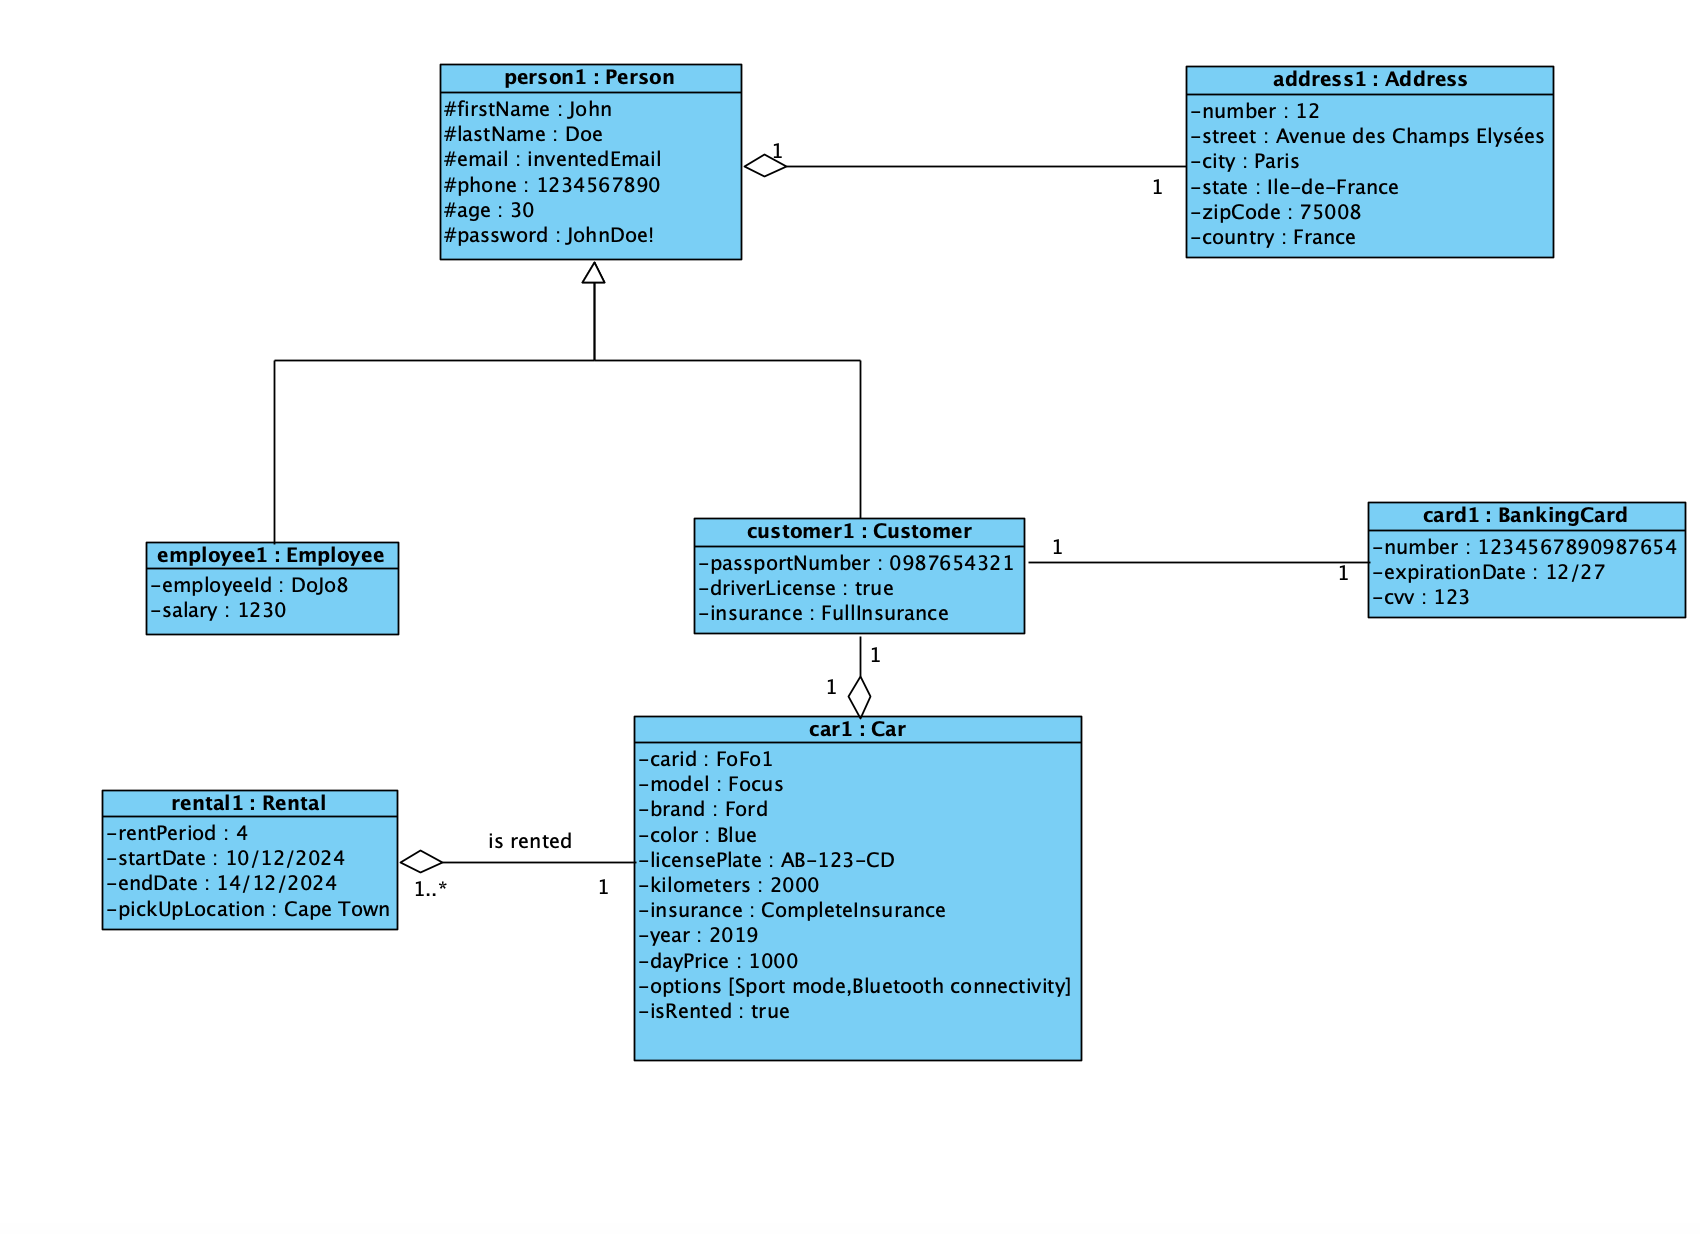 person1 : Person
#firstName : John
#lastName : Doe
#email : inventedEmail
#phone : 1234567890
#age : 30
#password : JohnDoe!
1
1
address1 : Address
-number : 12
-street : Avenue des Champs Elysées
-city : Paris
-state : Ile-de-France
-zipCode : 75008
-country : France
employee1 : Employee
-employeeId : DoJo8
-salary : 1230
customer1 : Customer
-passportNumber : 0987654321
-driverLicense : true
-insurance : FullInsurance
1
1
card1 : BankingCard
-number : 1234567890987654
-expirationDate : 12/27
-cvv : 123
1
1
rental1 : Rental
-rentPeriod : 4
-startDate : 10/12/2024
-endDate : 14/12/2024
-pickUpLocation : Cape Town
is rented
1..*
1
car1 : Car
-carid : FoFo1
-model : Focus
-brand : Ford
-color : Blue
-licensePlate : AB-123-CD
-kilometers : 2000
-insurance : CompleteInsurance
-year : 2019
-dayPrice : 1000
-options [Sport mode,Bluetooth connectivity]
-isRented : true